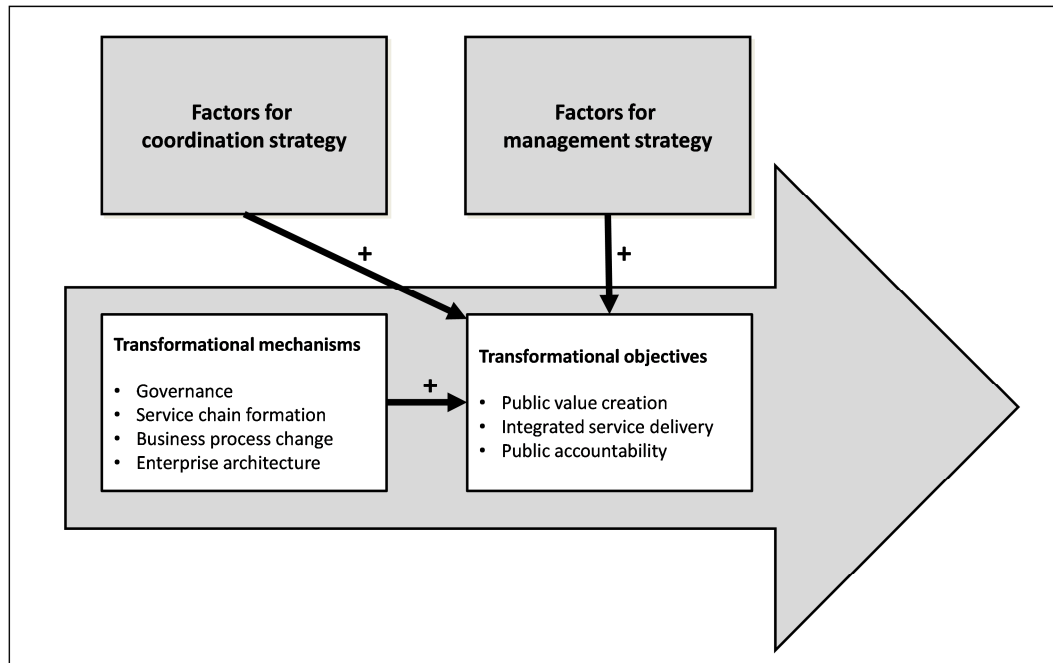 Factors for
coordination strategy
Factors for
management strategy
+
+
Transformational mechanisms
• Governance
• Service chain formation
• Business process change
• Enterprise architecture
+
Transformational objectives
• Public value creation
• Integrated service delivery
• Public accountability